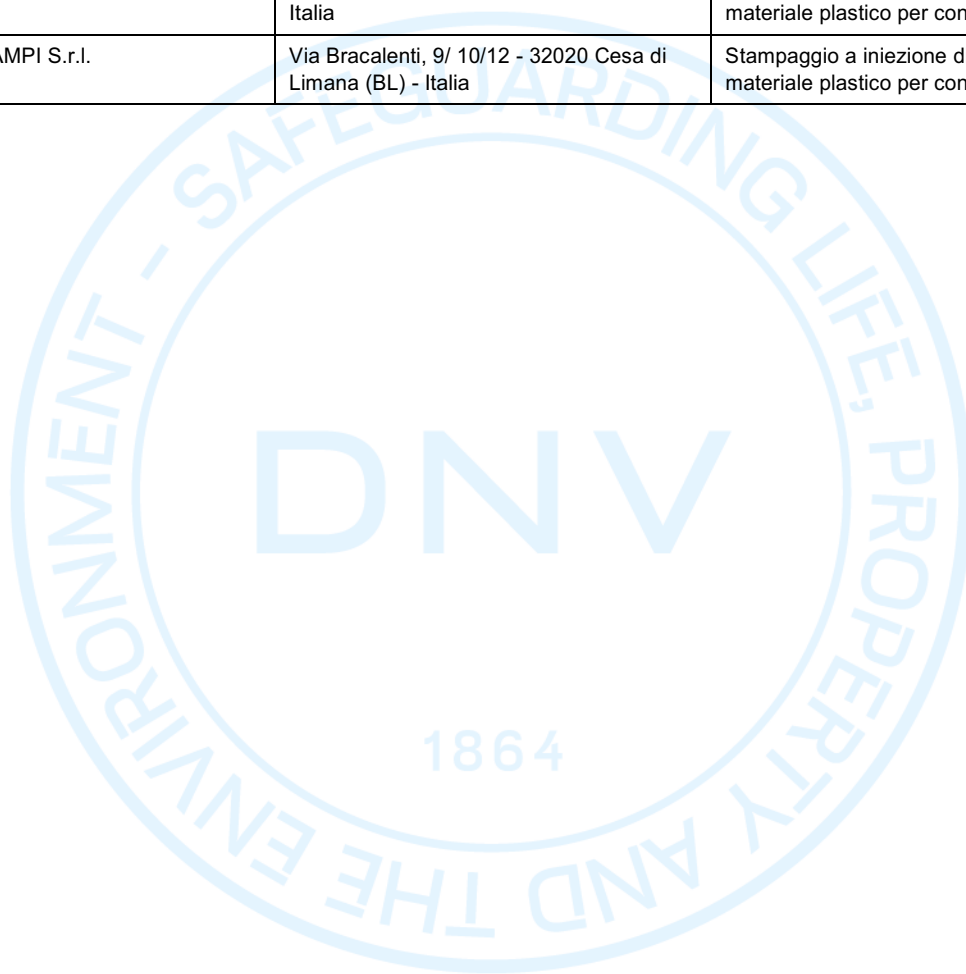 Italia
materiale plastico per con
AMPI S.r.l.
Via Bracalenti, 9/ 10/12 - 32020 Cesa di
Limana (BL) - Italia
Stampaggio a iniezione d
materiale plastico per con
SAFEGUARDING LIFE, PROPERTY AND THE ENVIRONMENT -
DNV
1864